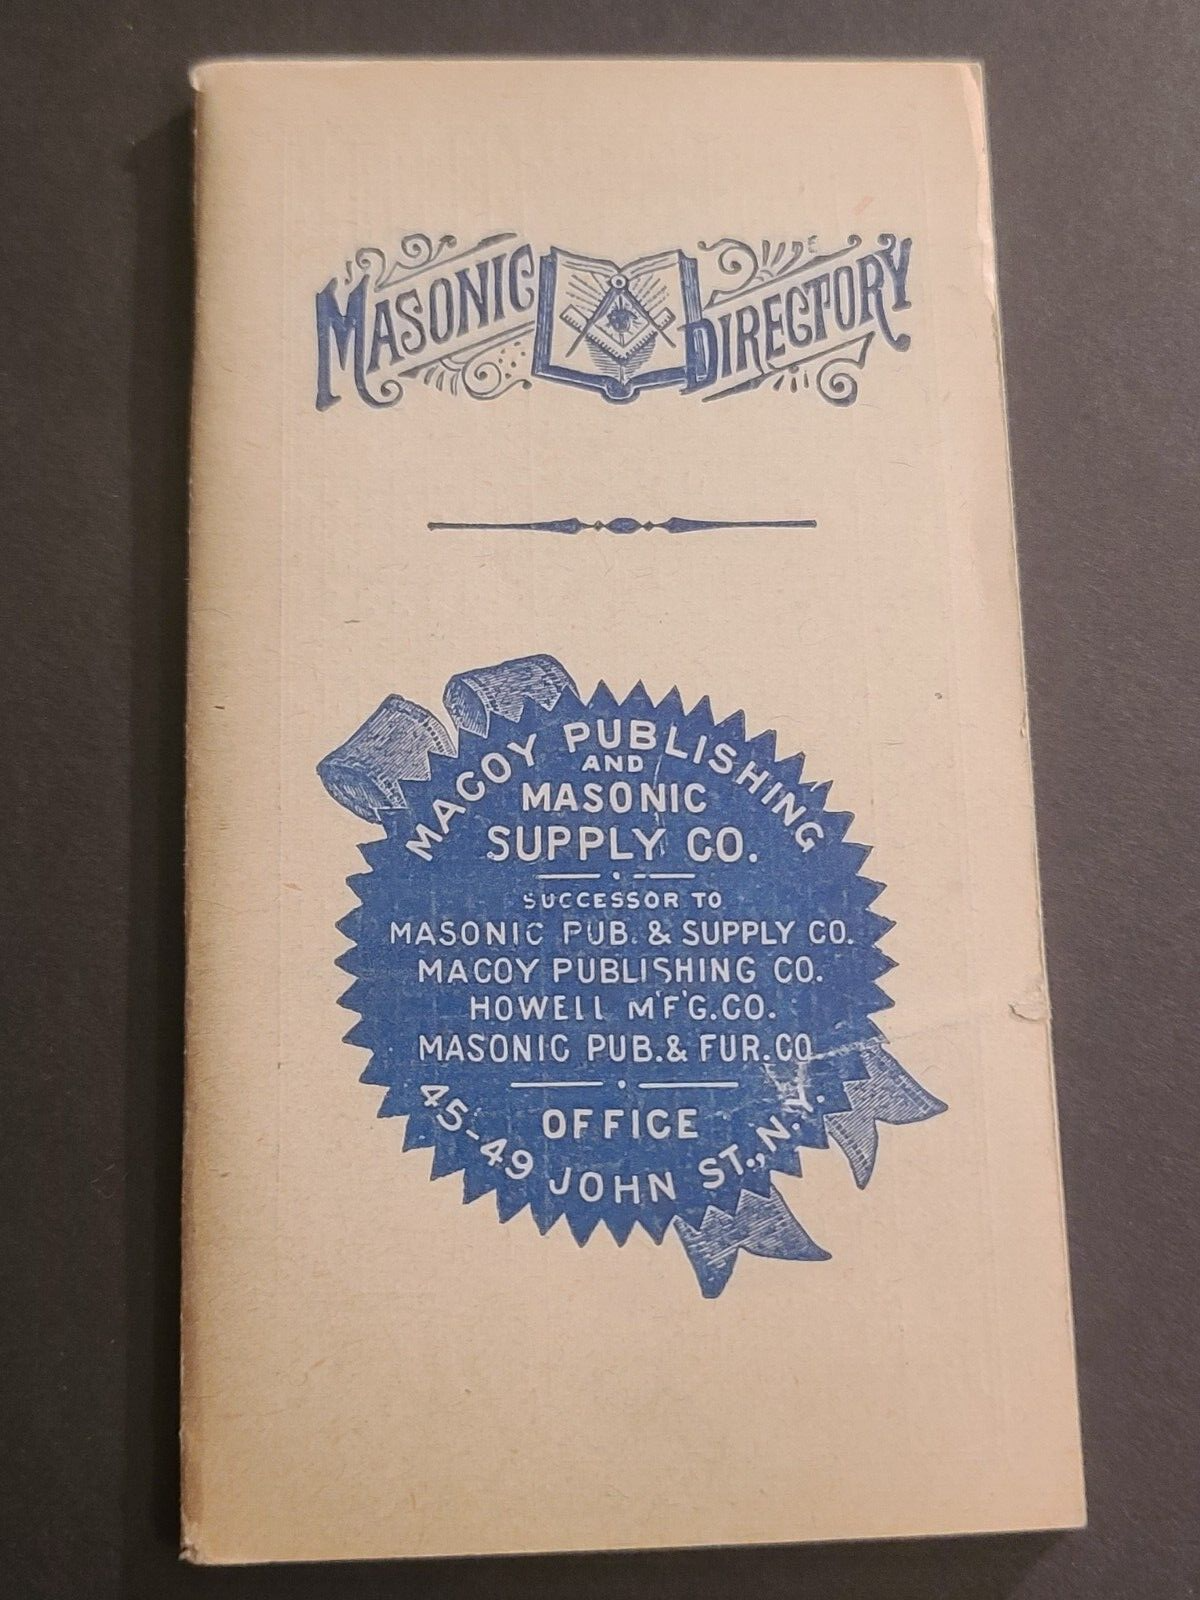 MASONIC DIRECTORY
MACOY PUBLISHING
AND
MASONIC
SUPPLY CO.
SUCCESSOR TO
MASONIC PUB. & SUPPLY CO.
MACOY PUBLISHING CO.
HOWELL M'F'G. CO.
MASONIC PUB. & FUR. CO.
OFFICE
45-49 JOHN ST., N.Y.